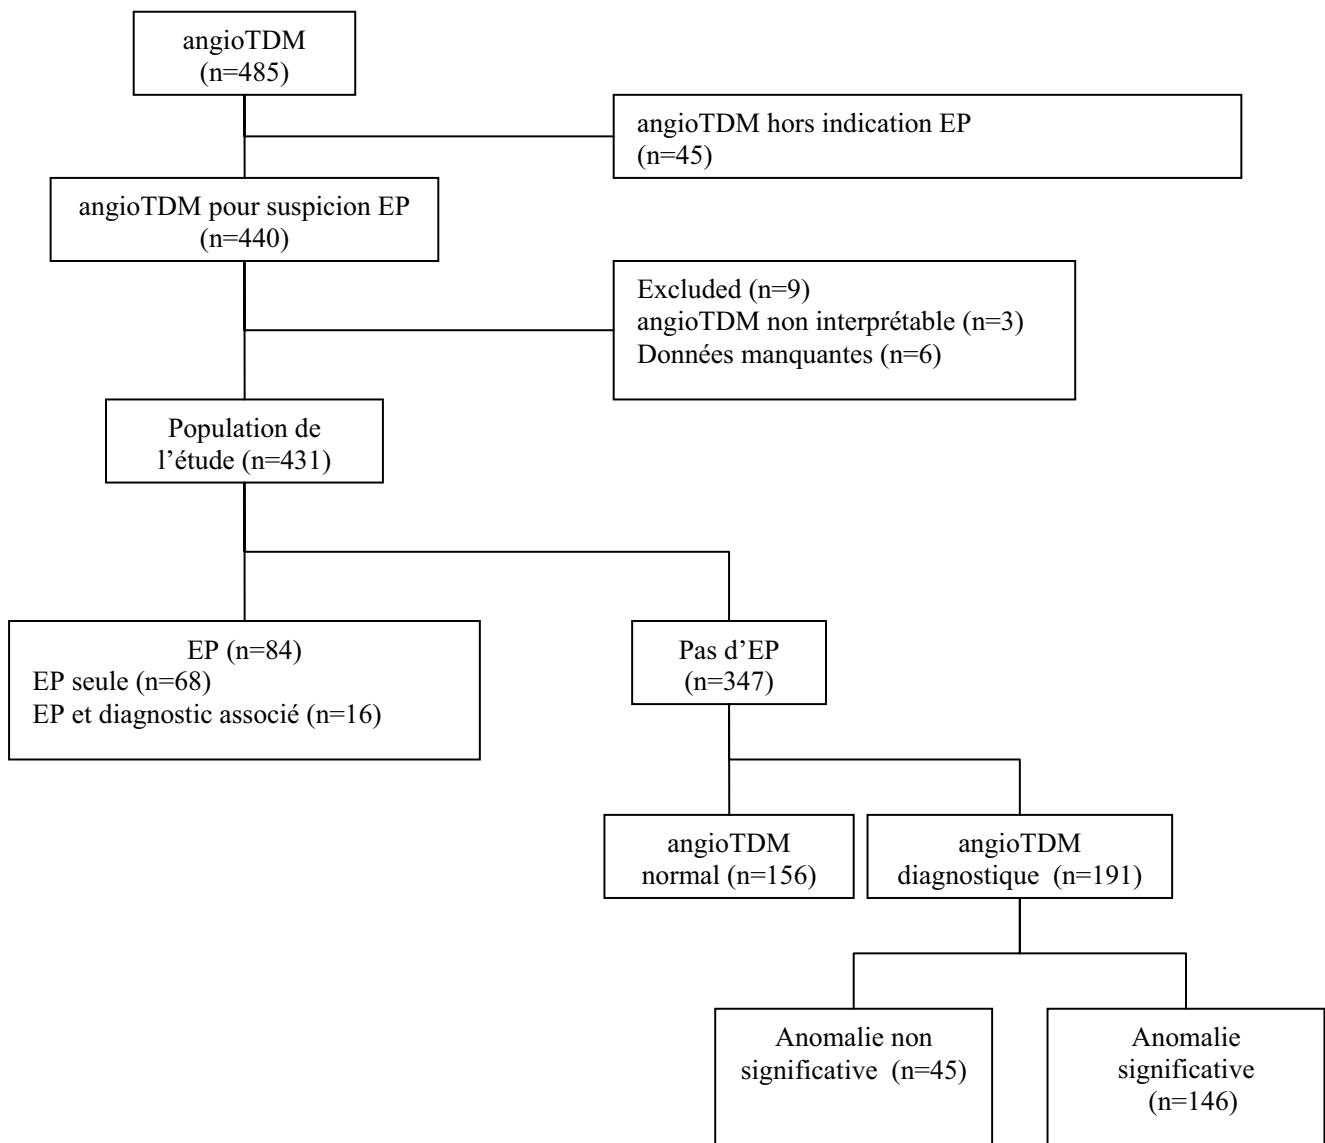 angioTDM
(n=485)
angioTDM hors indication EP
(n=45)
angioTDM pour suspicion EP
(n=440)
Excluded (n=9)
angioTDM non interprétable (n=3)
Données manquantes (n=6)
Population de
l’étude (n=431)
EP (n=84)
EP seule (n=68)
EP et diagnostic associé (n=16)
Pas d’EP
(n=347)
angioTDM
normal (n=156)
angioTDM
diagnostique (n=191)
Anomalie non
significative (n=45)
Anomalie
significative
(n=146)